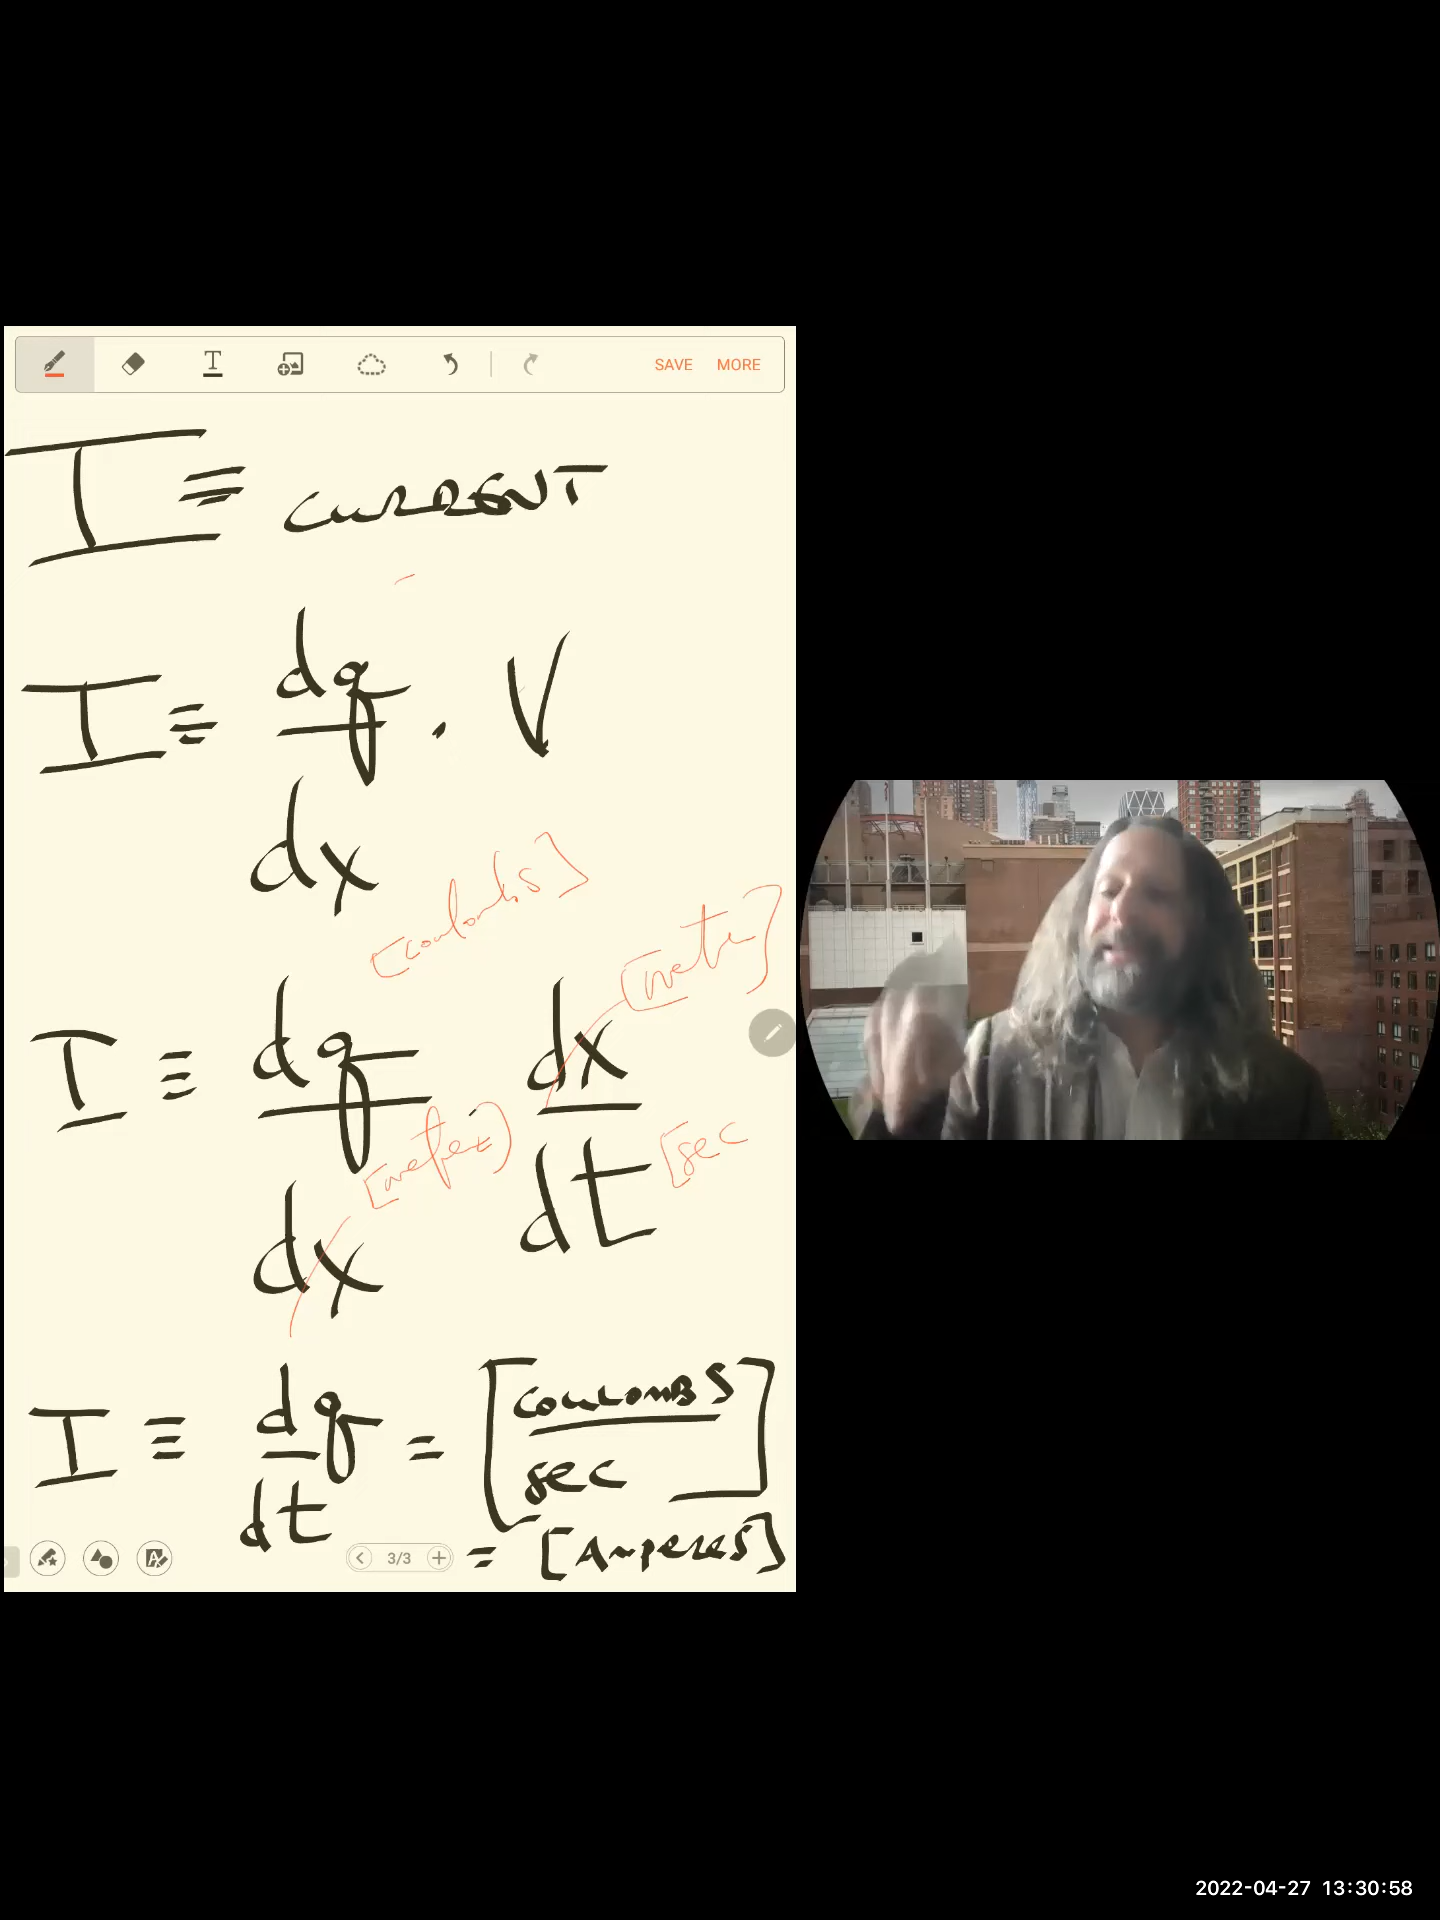 SAVE MORE
I ≡ CURRENT
I ≡ dq/dx · V
[coulombs]
[meter]
I ≡ dq/dx · dx/dt
[meter]
[sec
I ≡ dq/dt = [COULOMBS/sec]
3/3
= [Amperes]
2022-04-27 13:30:58